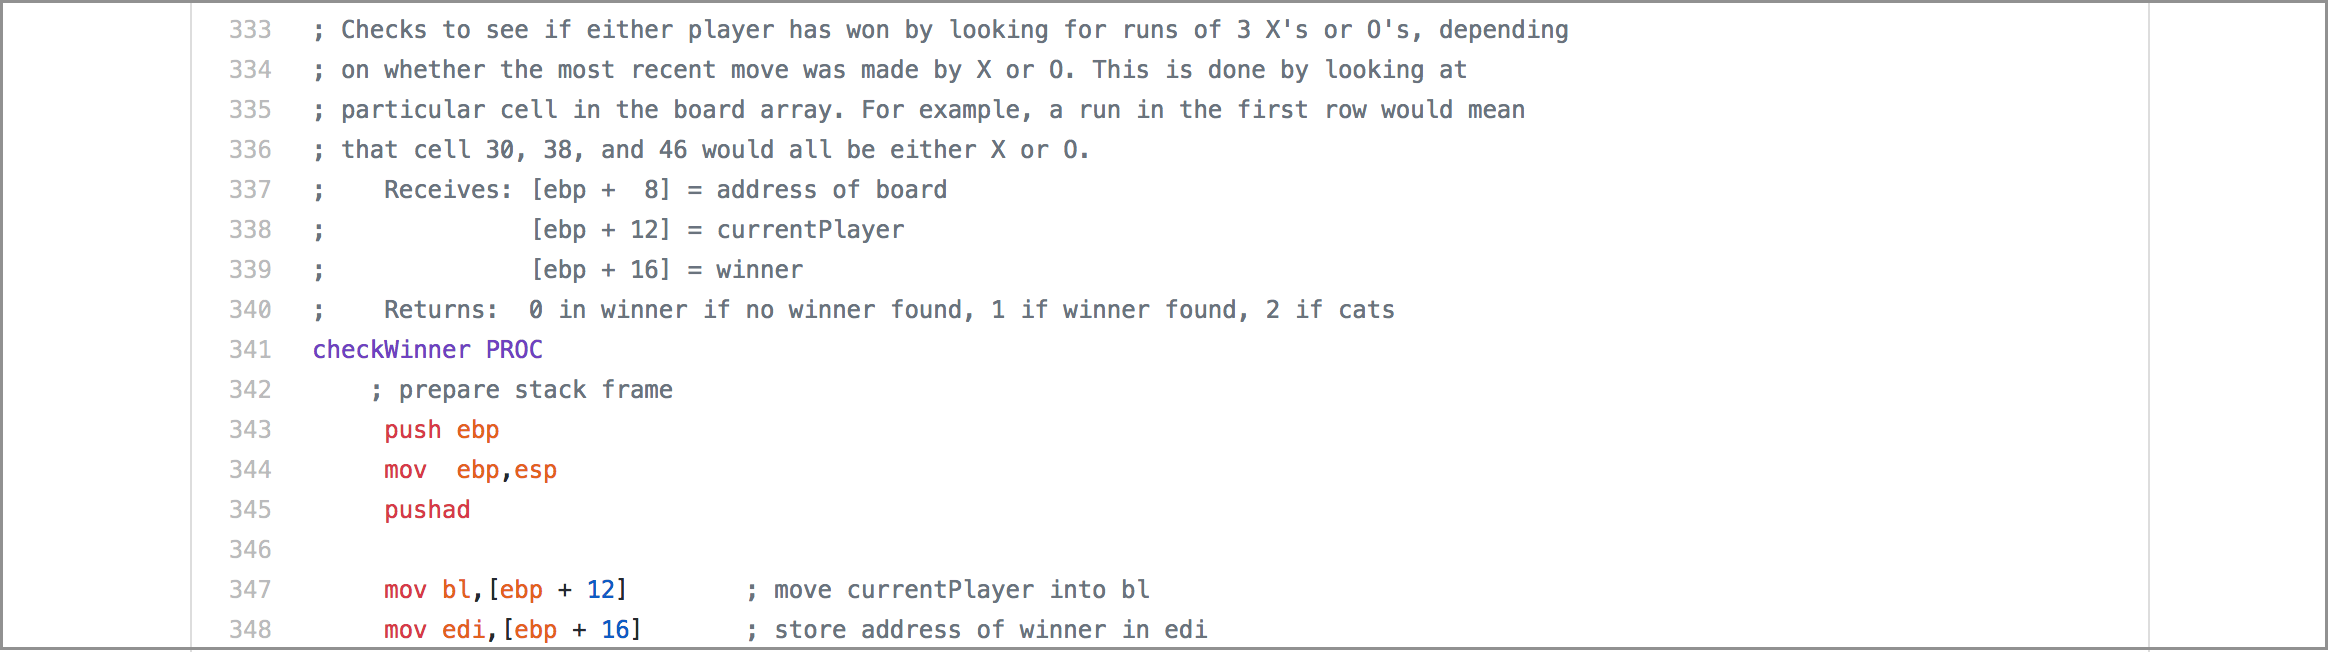 333 ; Checks to see if either player has won by looking for runs of 3 X's or O's, depending
334 ; on whether the most recent move was made by X or O. This is done by looking at
335 ; particular cell in the board array. For example, a run in the first row would mean
336 ; that cell 30, 38, and 46 would all be either X or O.
337 ;    Receives: [ebp +  8] = address of board
338 ;              [ebp + 12] = currentPlayer
339 ;              [ebp + 16] = winner
340 ;    Returns:  0 in winner if no winner found, 1 if winner found, 2 if cats
341 checkWinner PROC
342     ; prepare stack frame
343      push ebp
344      mov  ebp,esp
345      pushad
346
347      mov bl,[ebp + 12]        ; move currentPlayer into bl
348      mov edi,[ebp + 16]       ; store address of winner in edi